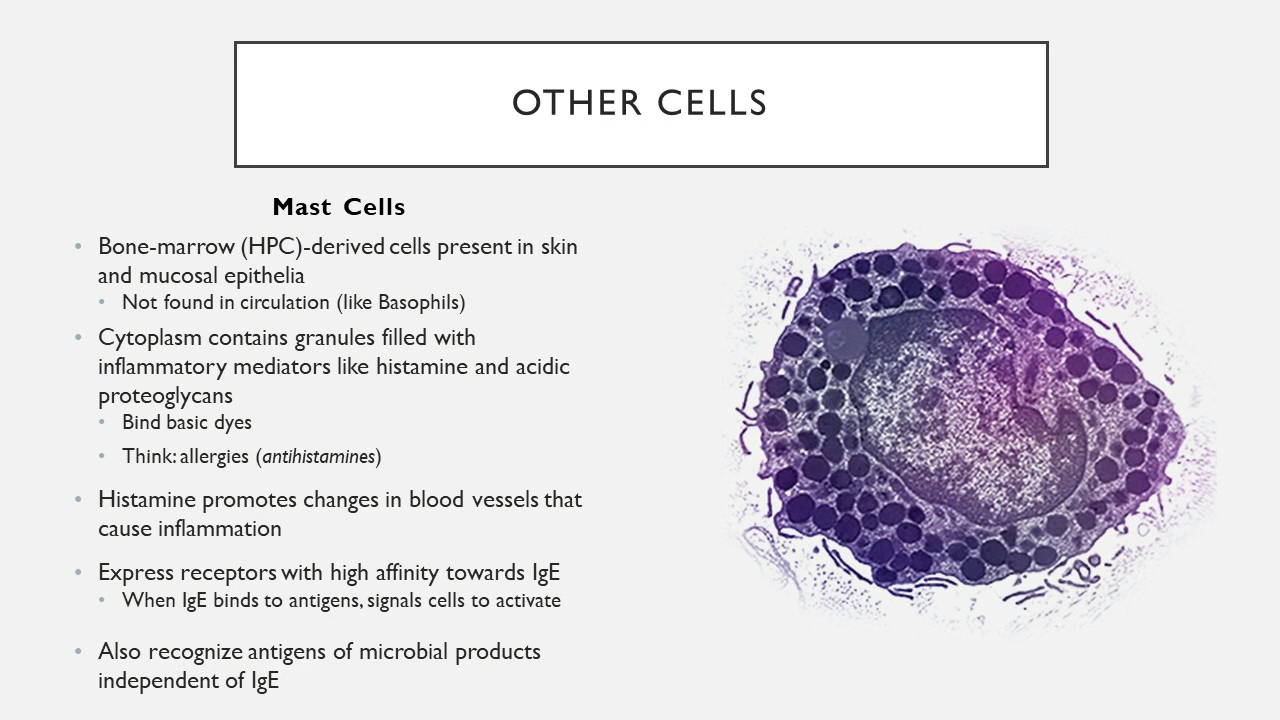 OTHER CELLS
Mast Cells
• Bone-marrow (HPC)-derived cells present in skin
and mucosal epithelia
• Not found in circulation (like Basophils)
• Cytoplasm contains granules filled with
inflammatory mediators like histamine and acidic
proteoglycans
• Bind basic dyes
• Think: allergies (antihistamines)
• Histamine promotes changes in blood vessels that
cause inflammation
• Express receptors with high affinity towards IgE
• When IgE binds to antigens, signals cells to activate
• Also recognize antigens of microbial products
independent of IgE